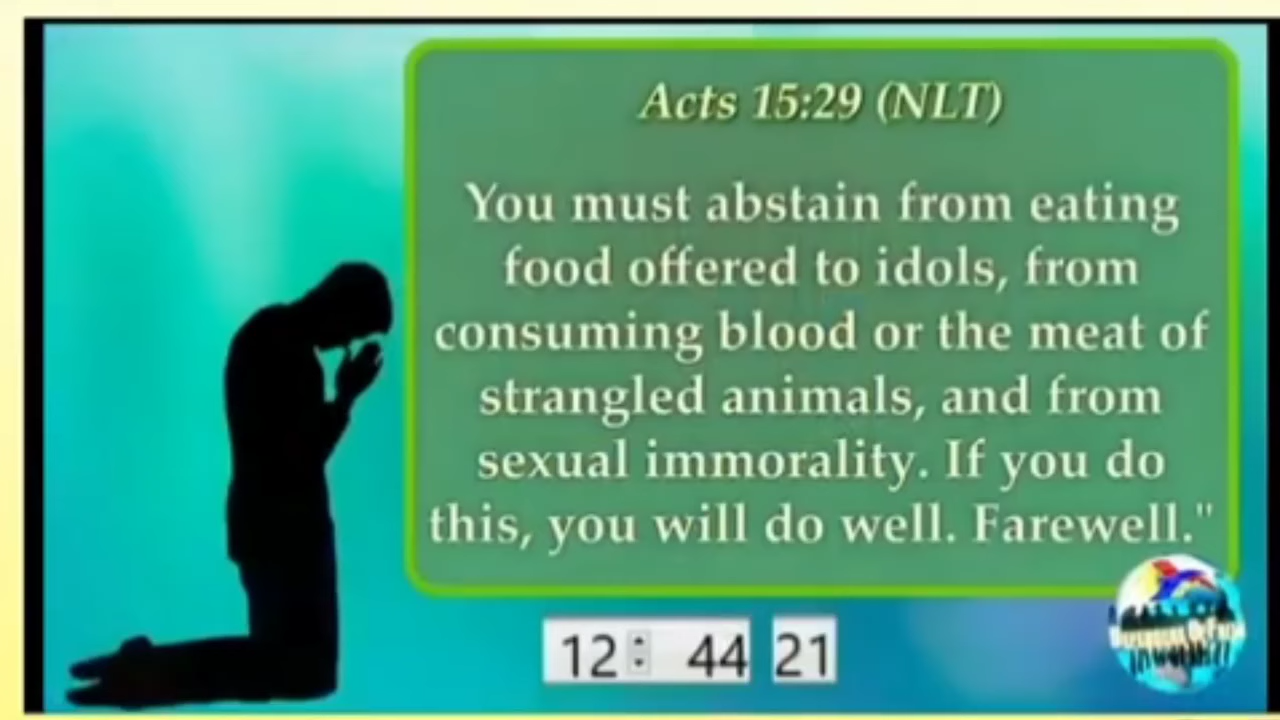 Acts 15:29 (NLT)
You must abstain from eating
food offered to idols, from
consuming blood or the meat of
strangled animals, and from
sexual immorality. If you do
this, you will do well. Farewell."
12: 44 21